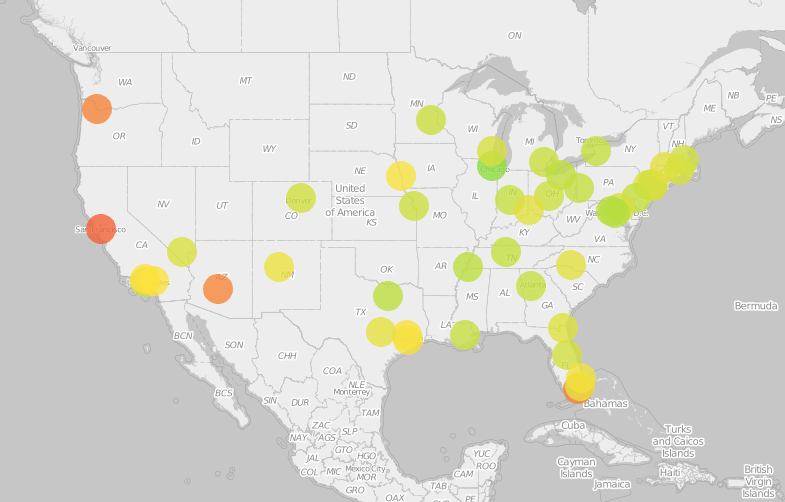 ON
Vancouver
WA
MT
ND
MN
NB
PE
ME
NS
OR
ID
SD
WI
MI
Toronto
VT
NH
NY
WY
NE
IA
Chicago
PA
NV
UT
Denver
CO
United
States
of America
KS
MO
IL
IN
OH
WV
Washington D.C.
San Francisco
CA
KY
VA
AZ
NM
OK
AR
TN
NC
SC
MS
AL
Atlanta
GA
TX
LA
Bermuda
BCN
SON
CHH
FL
BCS
COA
NLE
Monterrey
SIN
DUR
TAM
Bahamas
ZAC
SLP
NAY
AGS
Cuba
Turks
and Caicos
Islands
JAL
GTO
HGO
YUC
ROO
COL
MIC
Mexico City
MOR
CAM
Cayman
Islands
Haiti
British
Virgin
Islands
GRO
OAX
TAB
PE
Jamaica